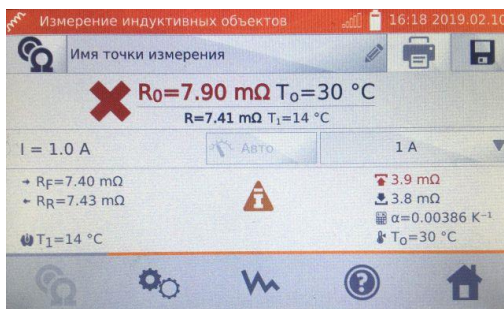 Измерение индуктивных объектов
16:18 2019.02.10
Имя точки измерения
R₀=7.90 mΩ T₀=30 °C
R=7.41 mΩ T₁=14 °C
I = 1.0 A
Авто
1 A
→ RF=7.40 mΩ
← RR=7.43 mΩ
T₁=14 °C
3.9 mΩ
3.8 mΩ
α=0.00386 K⁻¹
T₀=30 °C